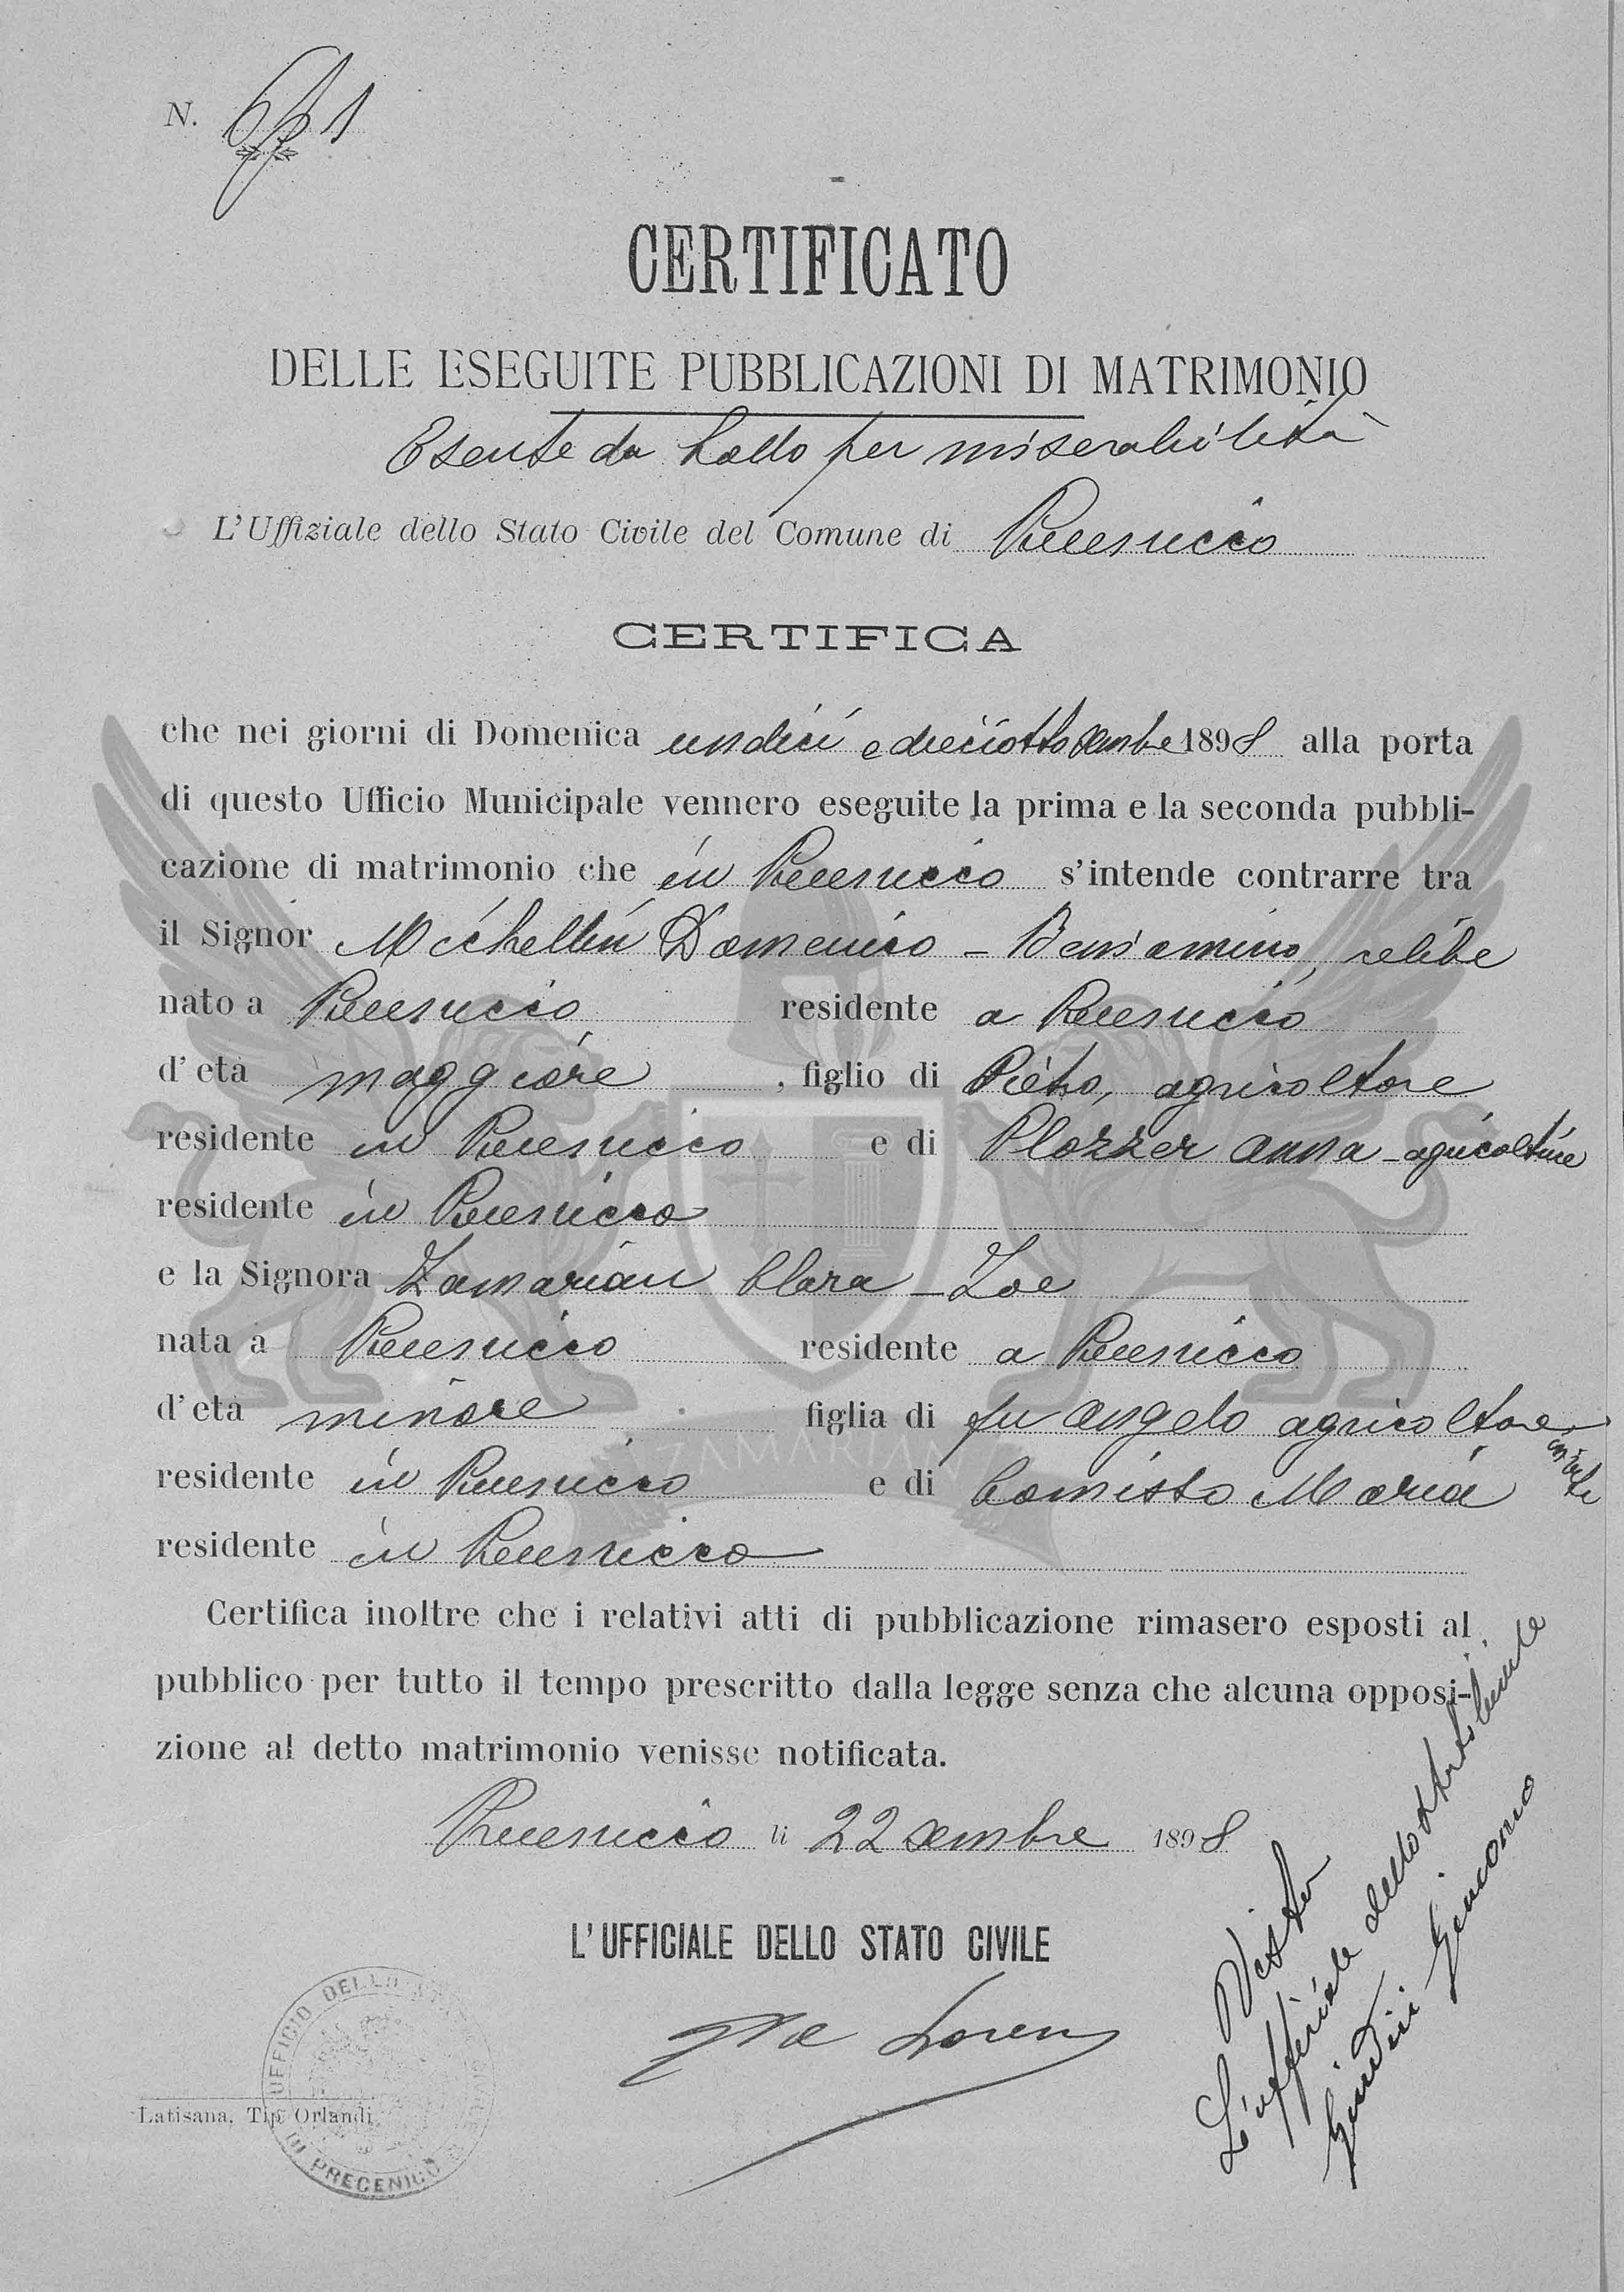 N. 1
CERTIFICATO
DELLE ESEGUITE PUBBLICAZIONI DI MATRIMONIO
Esente da bollo per miserabilità
L'Uffiziale dello Stato Civile del Comune di Precenicco
CERTIFICA
che nei giorni di Domenica undici e dieciotto Xembre 1898 alla porta
di questo Ufficio Municipale vennero eseguite la prima e la seconda pubbli-
cazione di matrimonio che in Precenicco s'intende contrarre tra
il Signor Michellin Domenico - Beniamino, celibe
nato a Precenicco residente a Precenicco
d'età maggiore, figlio di Pietro, agricoltore
residente in Precenicco e di Plozzer Anna - agricoltrice
residente in Precenicco
e la Signora Zamarian Clara - Zoe
nata a Precenicco residente a Precenicco
d'età minore figlia di fu Angelo agricoltore
residente in Precenicco e di Comisso Maria
residente in Precenicco
Certifica inoltre che i relativi atti di pubblicazione rimasero esposti al
pubblico per tutto il tempo prescritto dalla legge senza che alcuna opposi-
zione al detto matrimonio venisse notificata.
Precenicco li 22 Xembre 1898
L'UFFICIALE DELLO STATO CIVILE
Lorenz
Visto
L'ufficiale dello Stato Civile
Giacomo
UFFICIO DELLO STATO CIVILE DI PRECENICCO
Latisana, Tip. Orlandi
ZAMARIAN